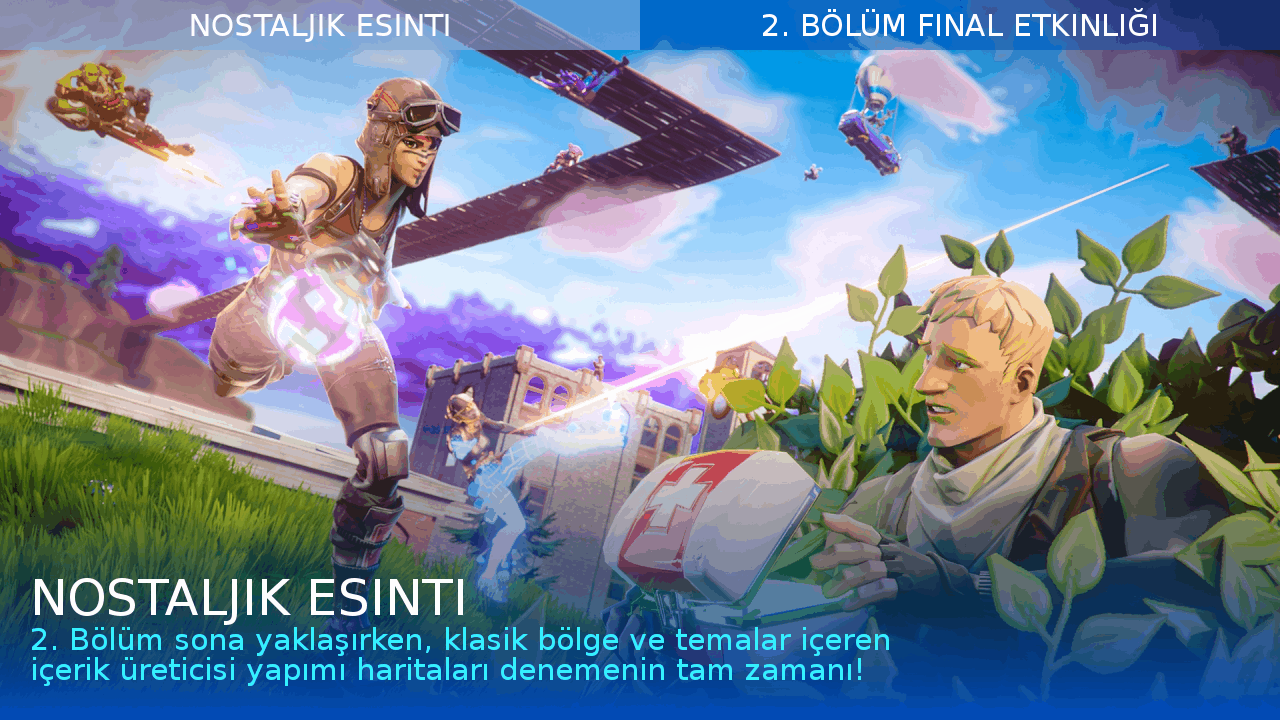 NOSTALJIK ESINTI
2. BÖLÜM FINAL ETKINLIĞI
NOSTALJIK ESINTI
2. Bölüm sona yaklaşırken, klasik bölge ve temalar içeren
içerik üreticisi yapımı haritaları denemenin tam zamanı!